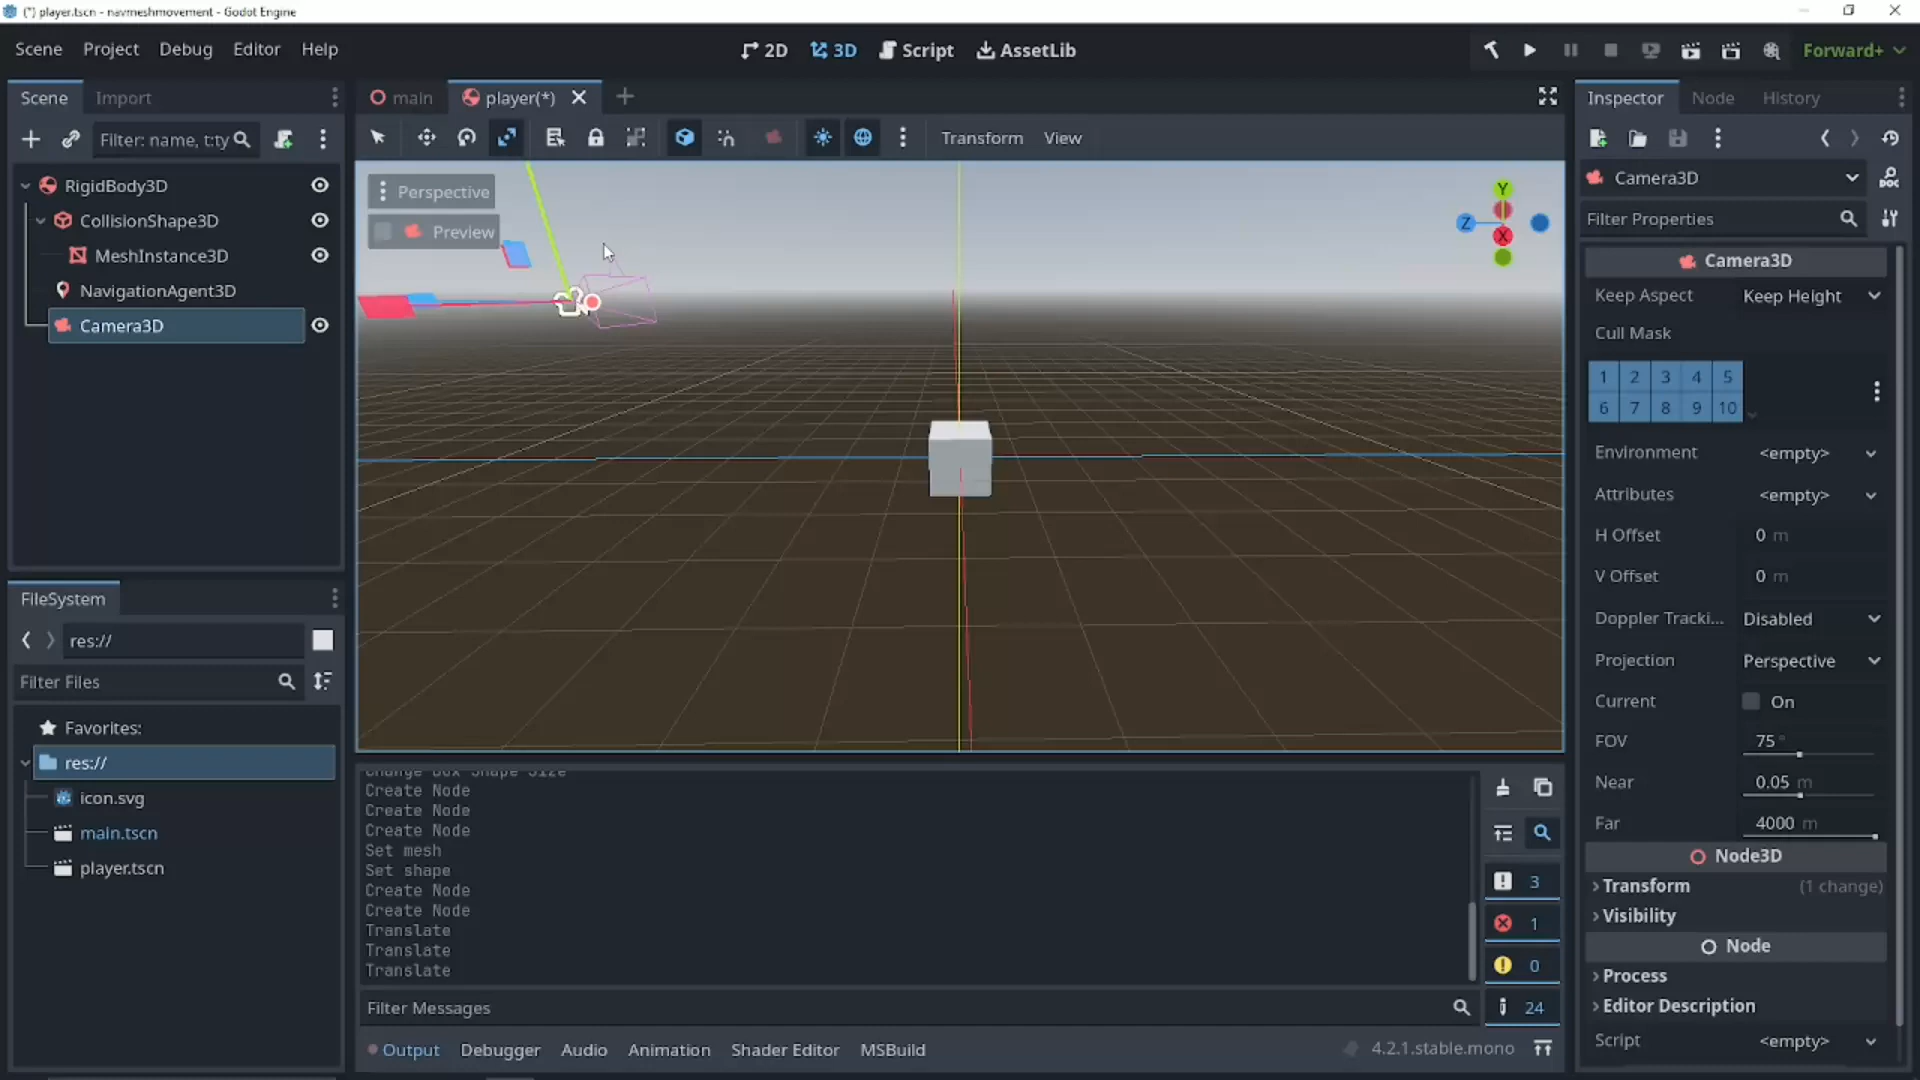 (*) player.tscn - navmeshmovement - Godot Engine
Scene Project Debug Editor Help
2D 3D Script AssetLib
Forward+
Scene Import
main player(*)
Inspector Node History
Filter: name, t:ty
Transform View
Camera3D
Filter Properties
RigidBody3D
CollisionShape3D
MeshInstance3D
NavigationAgent3D
Camera3D
Perspective
Preview
Y
Z
X
Camera3D
Keep Aspect Keep Height
Cull Mask
1 2 3 4 5
6 7 8 9 10
Environment <empty>
Attributes <empty>
H Offset 0 m
V Offset 0 m
Doppler Tracki... Disabled
Projection Perspective
Current On
FOV 75 °
Near 0.05 m
Far 4000 m
Node3D
Transform (1 change)
Visibility
Node
Process
Editor Description
Script <empty>
FileSystem
res://
Filter Files
Favorites:
res://
icon.svg
main.tscn
player.tscn
Change Box Shape Size
Create Node
Create Node
Create Node
Set mesh
Set shape
Create Node
Create Node
Translate
Translate
Translate
3
1
0
24
Filter Messages
Output Debugger Audio Animation Shader Editor MSBuild
4.2.1.stable.mono